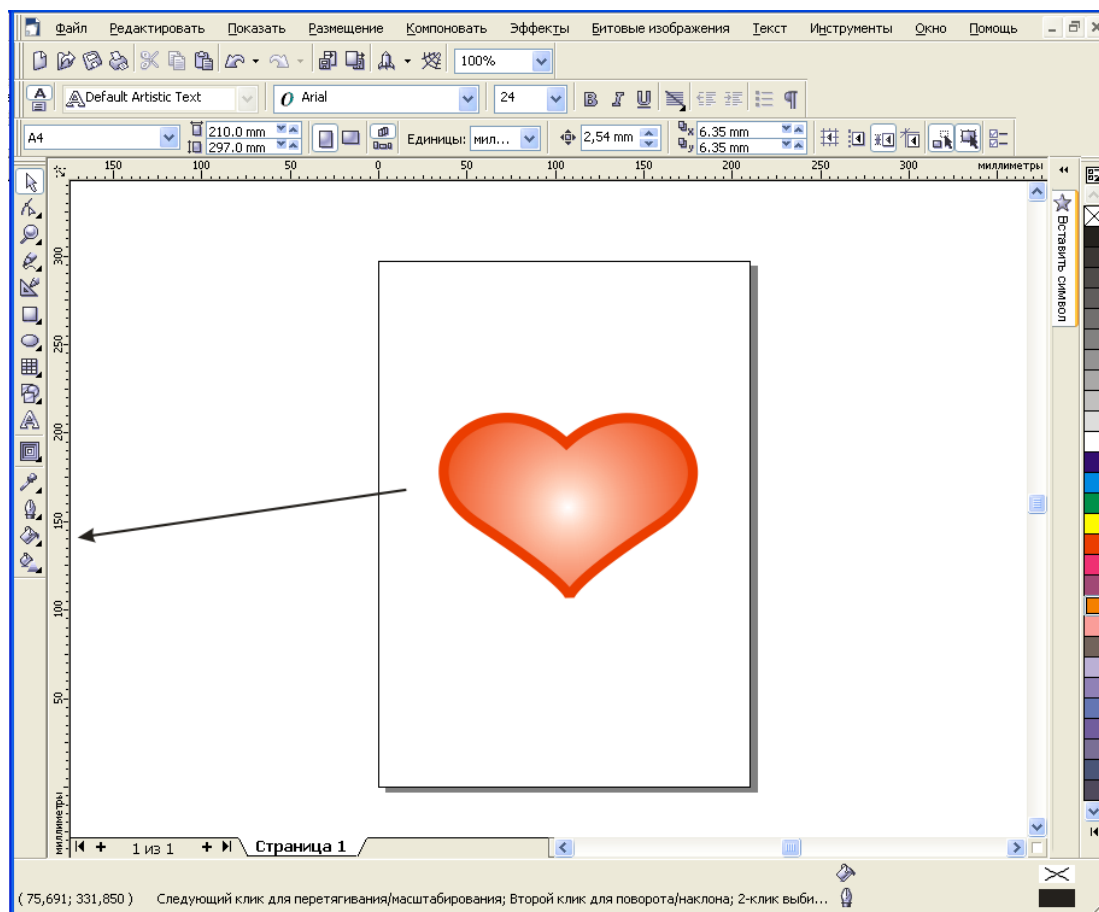 Файл Редактировать Показать Размещение Компоновать Эффекты Битовые изображения Текст Инструменты Окно Помощь
100%
Default Artistic Text Arial 24
A4 210.0 mm 297.0 mm Единицы: мил... 2,54 mm 6.35 mm 6.35 mm
150 100 50 0 50 100 150 200 250 300 миллиметры
Вставить символ
300
250
200
150
100
50
миллиметры
1 из 1 Страница 1
( 75,691; 331,850 ) Следующий клик для перетягивания/масштабирования; Второй клик для поворота/наклона; 2-клик выби...